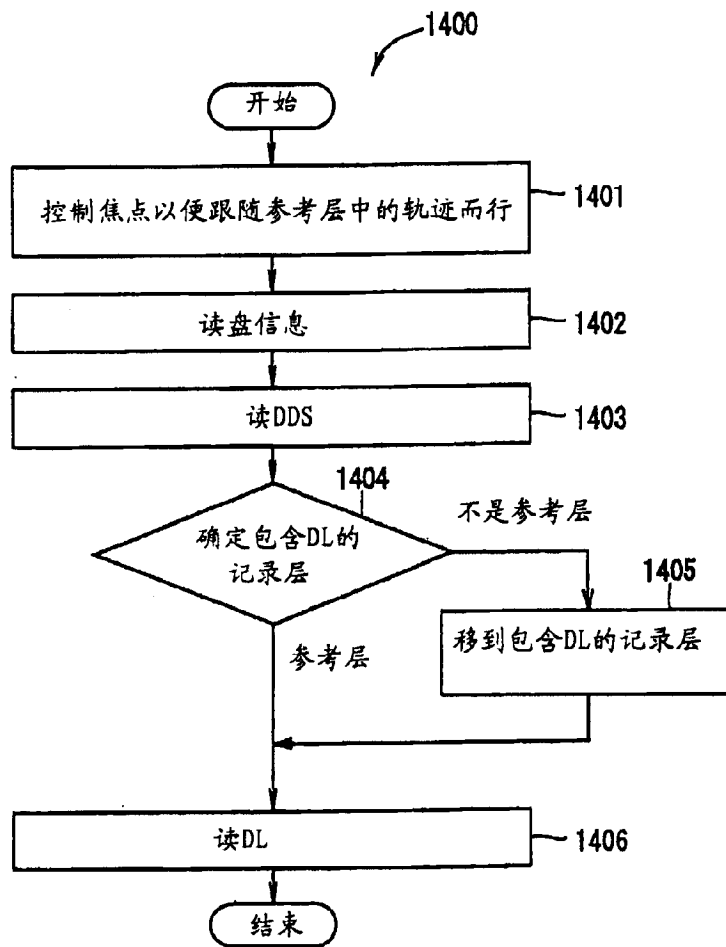 1400
开始
控制焦点以便跟随参考层中的轨迹而行
1401
读盘信息
1402
读DDS
1403
1404
确定包含DL的
记录层
不是参考层
1405
移到包含DL的记录层
参考层
读DL
1406
结束